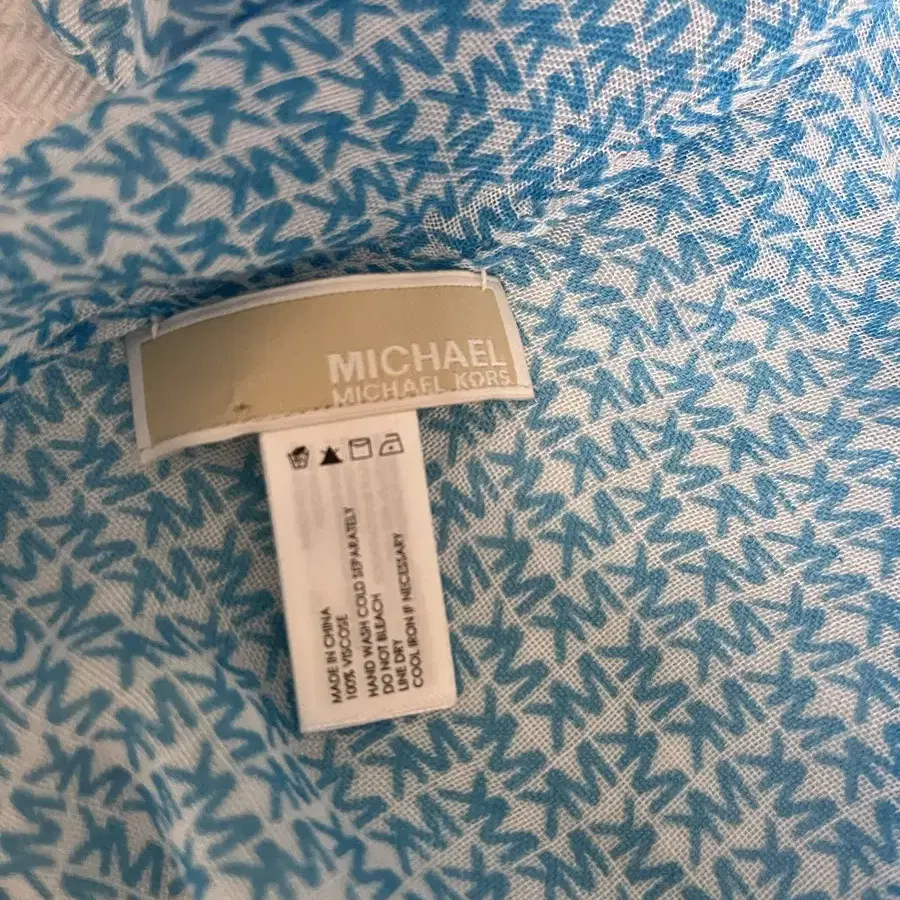 MICHAEL
MICHAEL KORS
MADE IN CHINA
100% VISCOSE
HAND WASH COLD SEPARATELY
DO NOT BLEACH
LINE DRY
COOL IRON IF NECESSARY